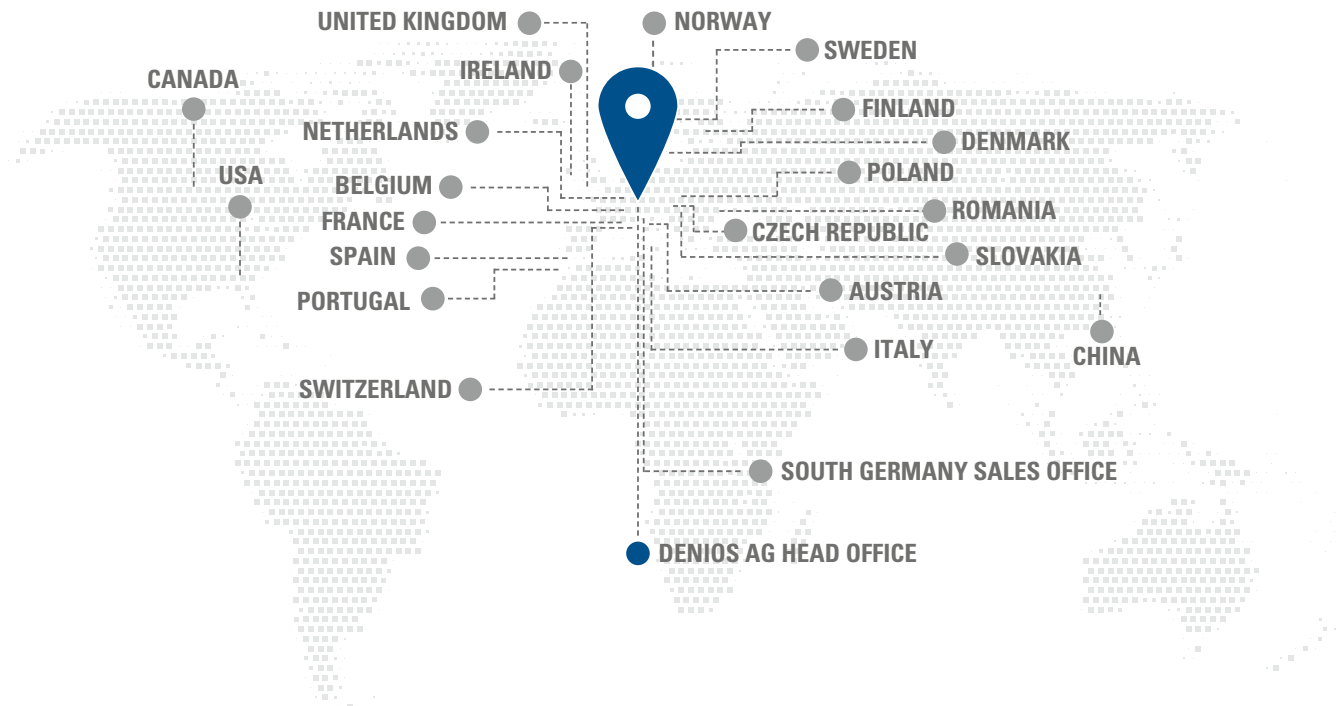 UNITED KINGDOM
NORWAY
SWEDEN
IRELAND
CANADA
FINLAND
NETHERLANDS
DENMARK
USA
POLAND
BELGIUM
ROMANIA
FRANCE
CZECH REPUBLIC
SPAIN
SLOVAKIA
AUSTRIA
PORTUGAL
ITALY
CHINA
SWITZERLAND
SOUTH GERMANY SALES OFFICE
DENIOS AG HEAD OFFICE